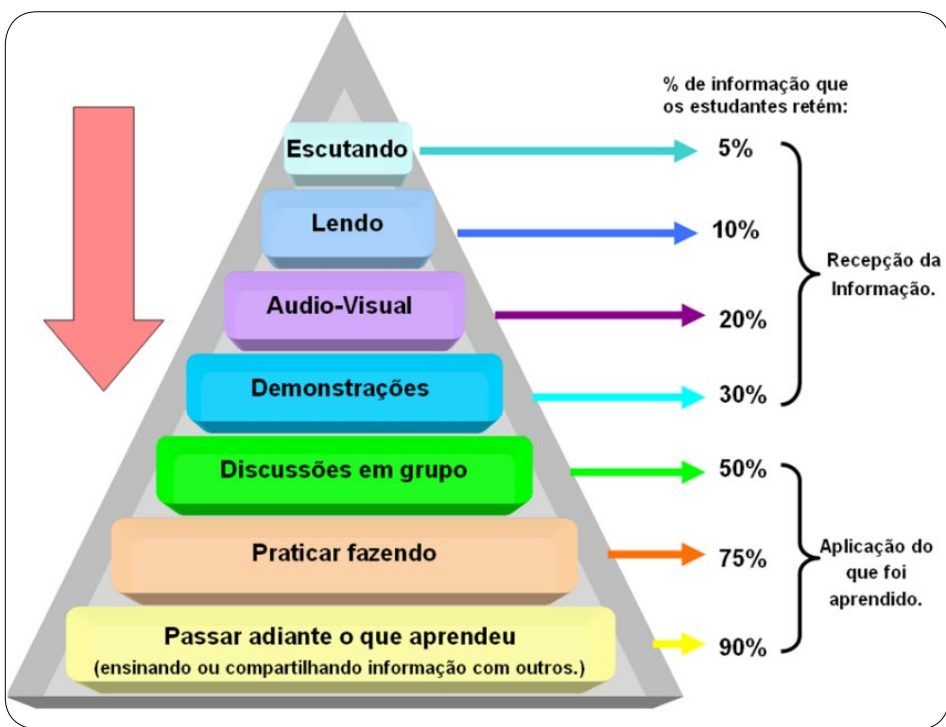 % de informação que
os estudantes retém:
Escutando
5%
Lendo
10%
Audio-Visual
20%
Demonstrações
30%
Recepção da
Informação.
Discussões em grupo
50%
Praticar fazendo
75%
Passar adiante o que aprendeu
(ensinando ou compartilhando informação com outros.)
90%
Aplicação do
que foi
aprendido.